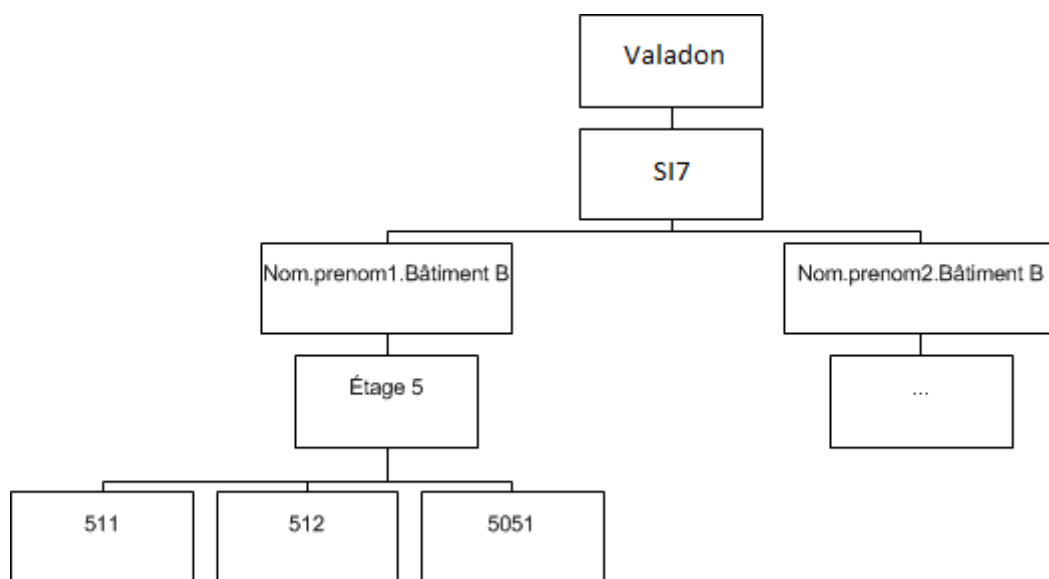 Valadon
SI7
Nom.prenom1.Bâtiment B
Nom.prenom2.Bâtiment B
Étage 5
...
511
512
5051